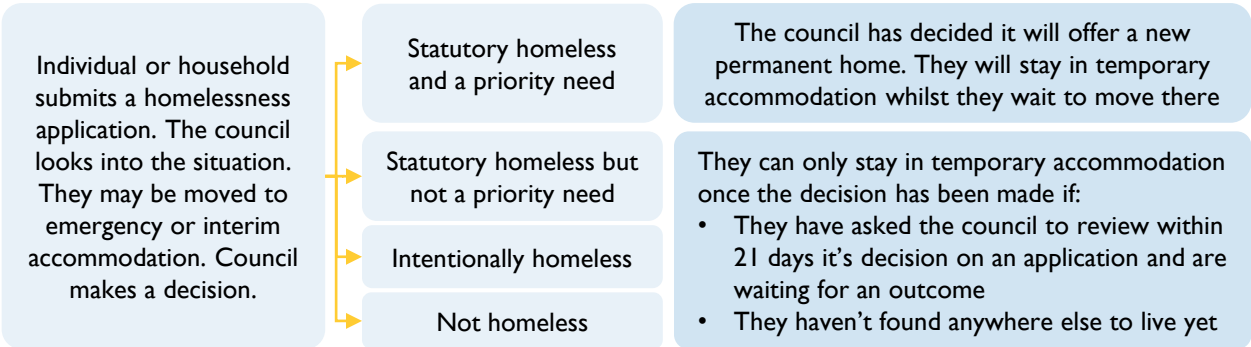 Individual or household
submits a homelessness
application. The council
looks into the situation.
They may be moved to
emergency or interim
accommodation. Council
makes a decision.
Statutory homeless
and a priority need
The council has decided it will offer a new
permanent home. They will stay in temporary
accommodation whilst they wait to move there
Statutory homeless but
not a priority need
Intentionally homeless
Not homeless
They can only stay in temporary accommodation
once the decision has been made if:
• They have asked the council to review within
21 days it's decision on an application and are
waiting for an outcome
• They haven't found anywhere else to live yet